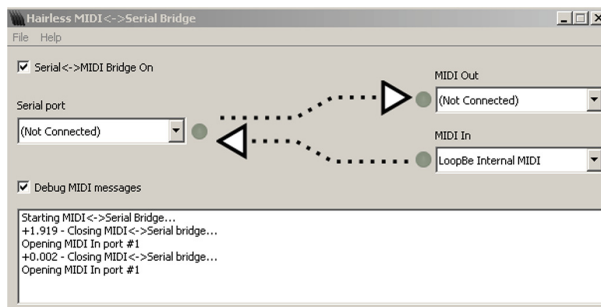 Hairless MIDI<->Serial Bridge
File Help
Serial<->MIDI Bridge On
MIDI Out
(Not Connected)
Serial port
(Not Connected)
MIDI In
LoopBe Internal MIDI
Debug MIDI messages
Starting MIDI<->Serial Bridge...
+1.919 - Closing MIDI<->Serial bridge...
Opening MIDI In port #1
+0.002 - Closing MIDI<->Serial bridge...
Opening MIDI In port #1